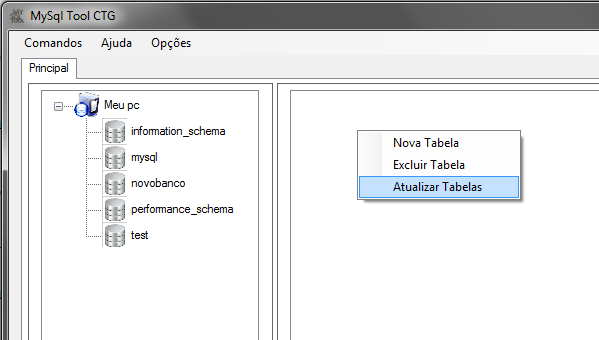 MySql Tool CTG
Comandos Ajuda Opções
Principal
Meu pc
information_schema
mysql
novobanco
performance_schema
test
Nova Tabela
Excluir Tabela
Atualizar Tabelas